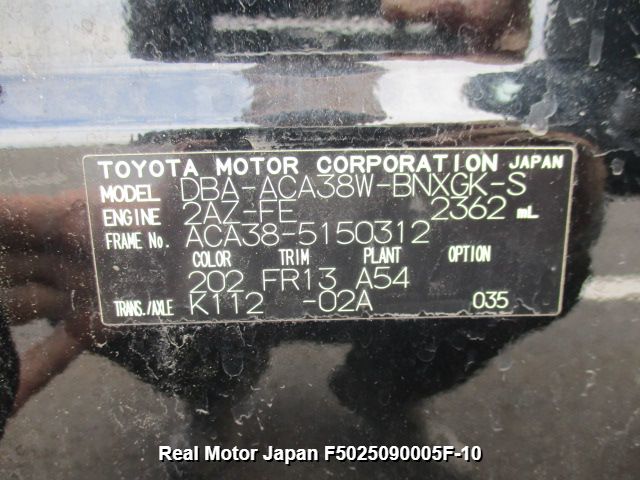 TOYOTA MOTOR CORPORATION JAPAN
MODEL DBA-ACA38W-BNXGK-S
ENGINE 2AZ-FE 2362 mL
FRAME No. ACA38-5150312
COLOR TRIM PLANT OPTION
202 FR13 A54
TRANS./AXLE K112 -02A 035
Real Motor Japan F5025090005F-10